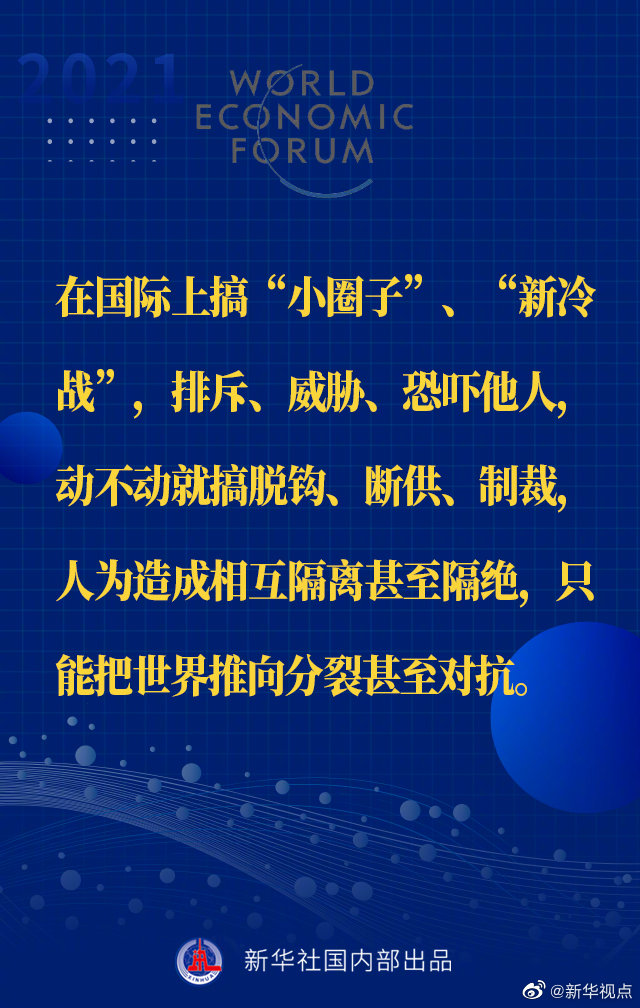 2021
WORLD
ECONOMIC
FORUM
在国际上搞“小圈子”、“新冷
战”，排斥、威胁、恐吓他人，
动不动就搞脱钩、断供、制裁，
人为造成相互隔离甚至隔绝，只
能把世界推向分裂甚至对抗。
XINHUA
新华社国内部出品
@新华视点